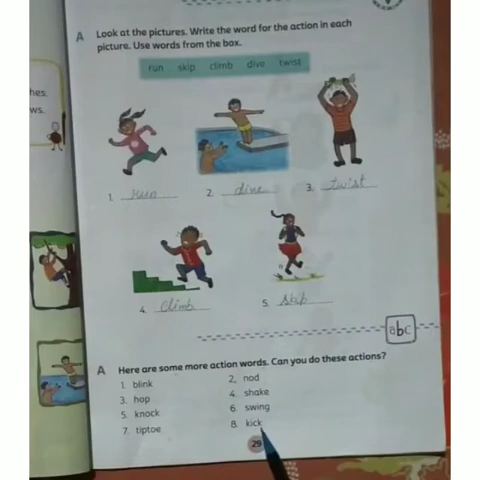 hes.
ws.
A Look at the pictures. Write the word for the action in each
picture. Use words from the box.
run skip climb dive twist
1. run 2. dive 3. twist
4. climb 5. skip
abc
A Here are some more action words. Can you do these actions?
1. blink 2. nod
3. hop 4. shake
5. knock 6. swing
7. tiptoe 8. kick
29